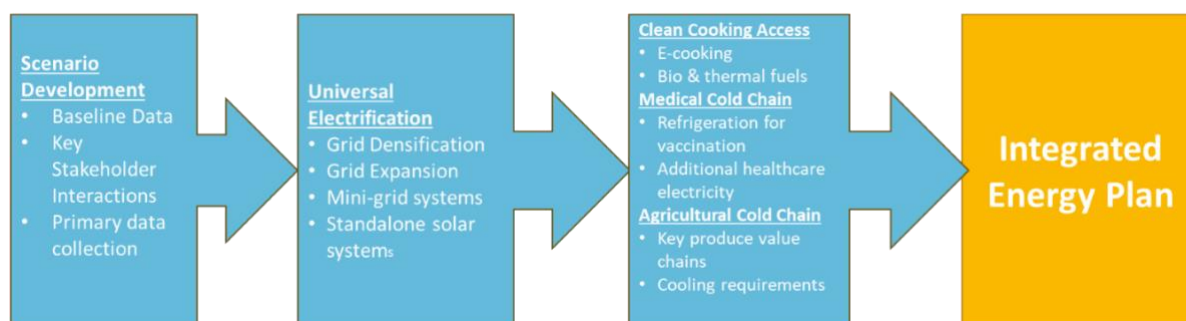 Scenario
Development
• Baseline Data
• Key
Stakeholder
Interactions
• Primary data
collection
Universal
Electrification
• Grid Densification
• Grid Expansion
• Mini-grid systems
• Standalone solar
systems
Clean Cooking Access
• E-cooking
• Bio & thermal fuels
Medical Cold Chain
• Refrigeration for
vaccination
• Additional healthcare
electricity
Agricultural Cold Chain
• Key produce value
chains
• Cooling requirements
Integrated
Energy Plan